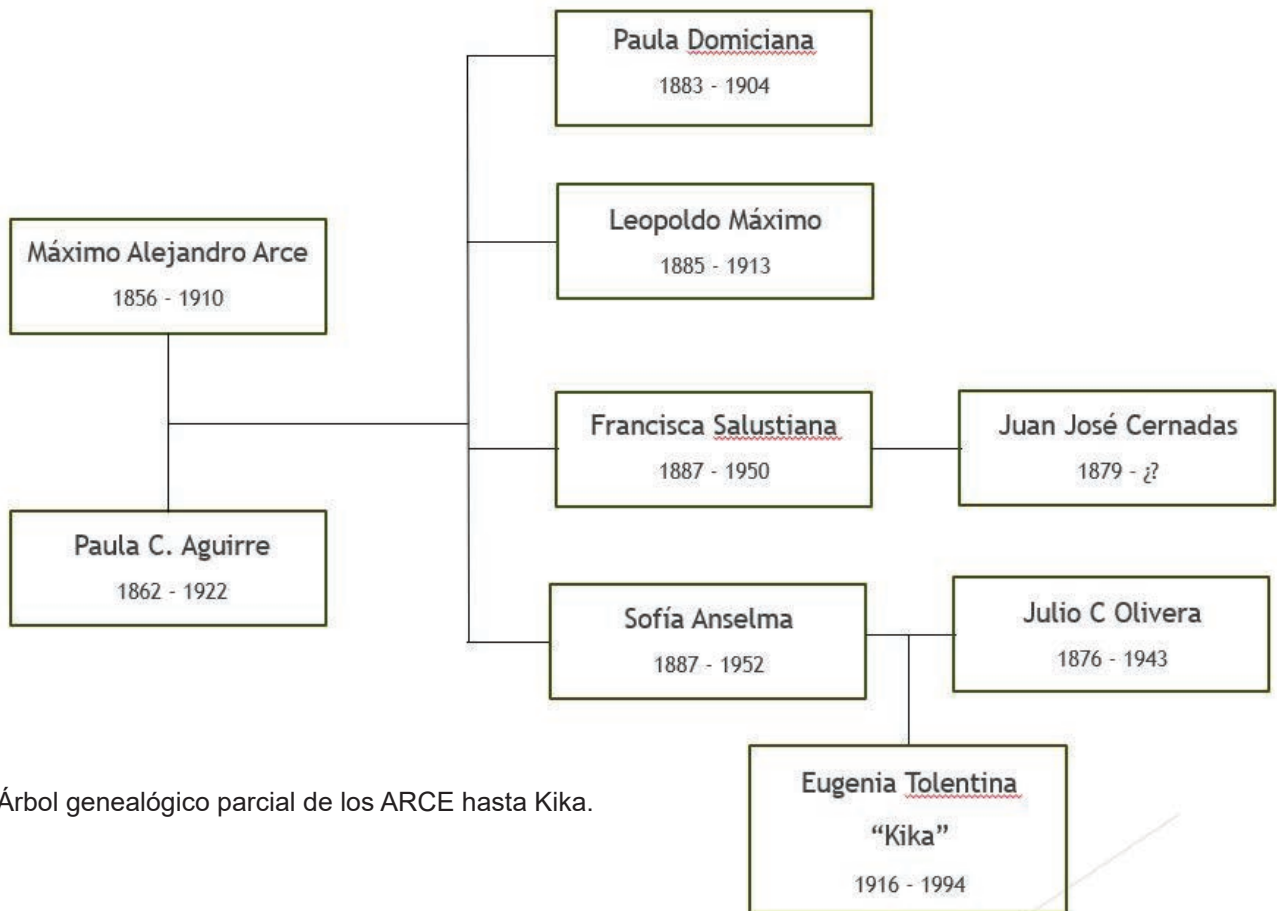 Paula Domiciana
1883 - 1904
Leopoldo Máximo
1885 - 1913
Máximo Alejandro Arce
1856 - 1910
Francisca Salustiana
1887 - 1950
Juan José Cernadas
1879 - ¿?
Paula C. Aguirre
1862 - 1922
Sofía Anselma
1887 - 1952
Julio C Olivera
1876 - 1943
Eugenia Tolentina
“Kika”
1916 - 1994
Árbol genealógico parcial de los ARCE hasta Kika.